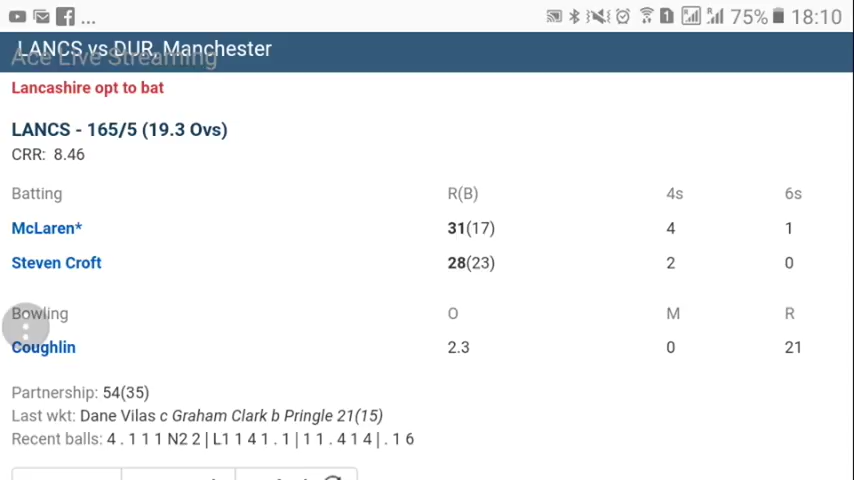 ... 1 R 75% 18:10
LANCS vs DUR, Manchester
Ace Live Streaming
Lancashire opt to bat
LANCS - 165/5 (19.3 Ovs)
CRR: 8.46
Batting R(B) 4s 6s
McLaren* 31(17) 4 1
Steven Croft 28(23) 2 0
Bowling O M R
Coughlin 2.3 0 21
Partnership: 54(35)
Last wkt: Dane Vilas c Graham Clark b Pringle 21(15)
Recent balls: 4 . 1 1 1 N2 2 | L1 1 4 1 . 1 | 1 1 . 4 1 4 | . 1 6